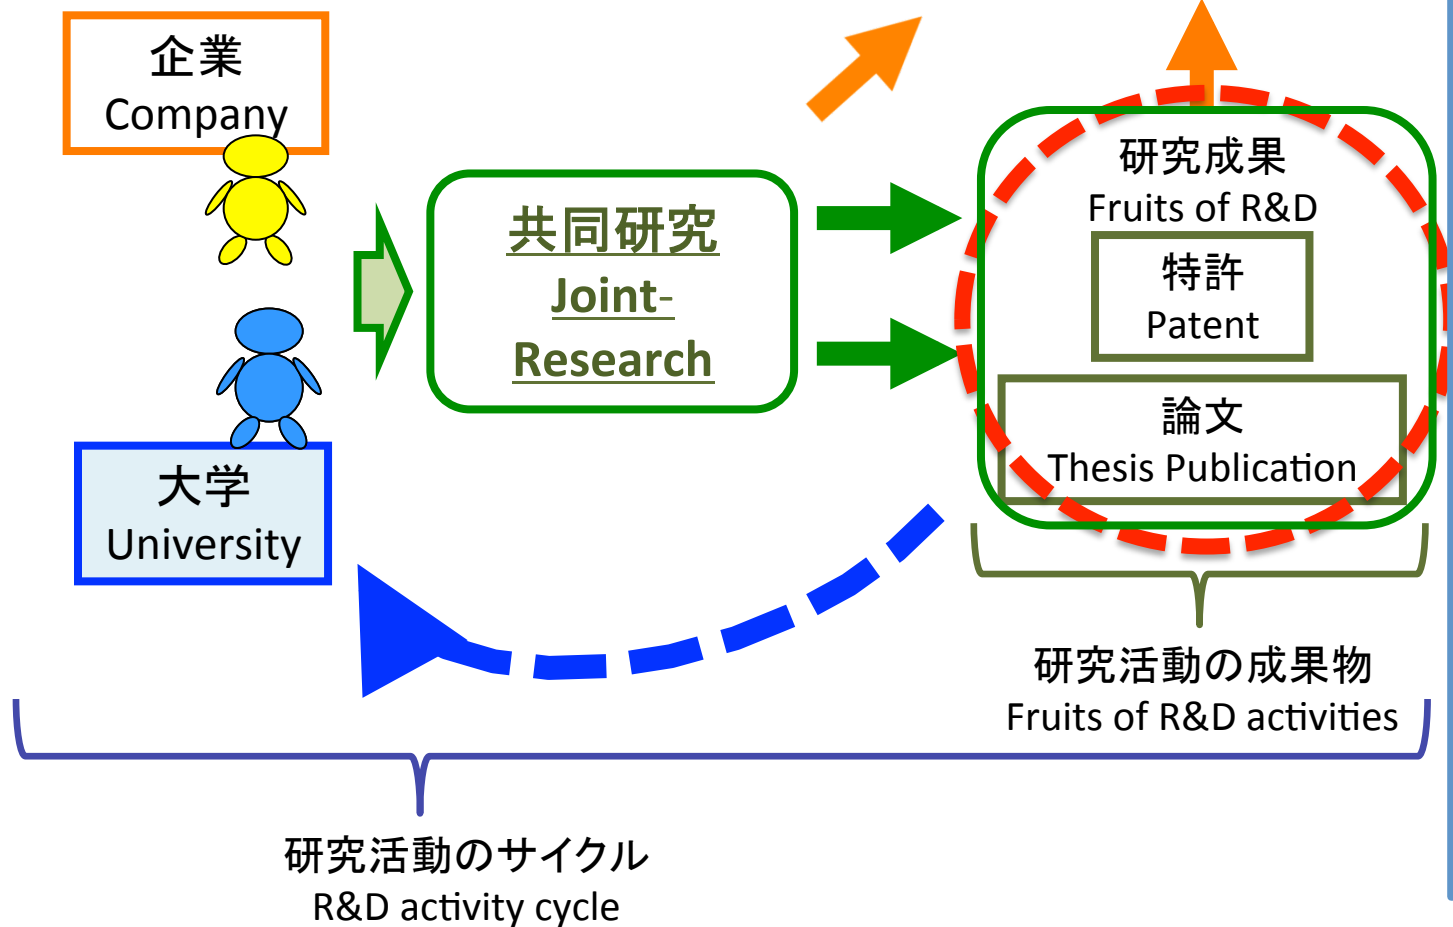 企業
Company
共同研究
Joint-
Research
大学
University
研究成果
Fruits of R&D
特許
Patent
論文
Thesis Publication
研究活動の成果物
Fruits of R&D activities
研究活動のサイクル
R&D activity cycle